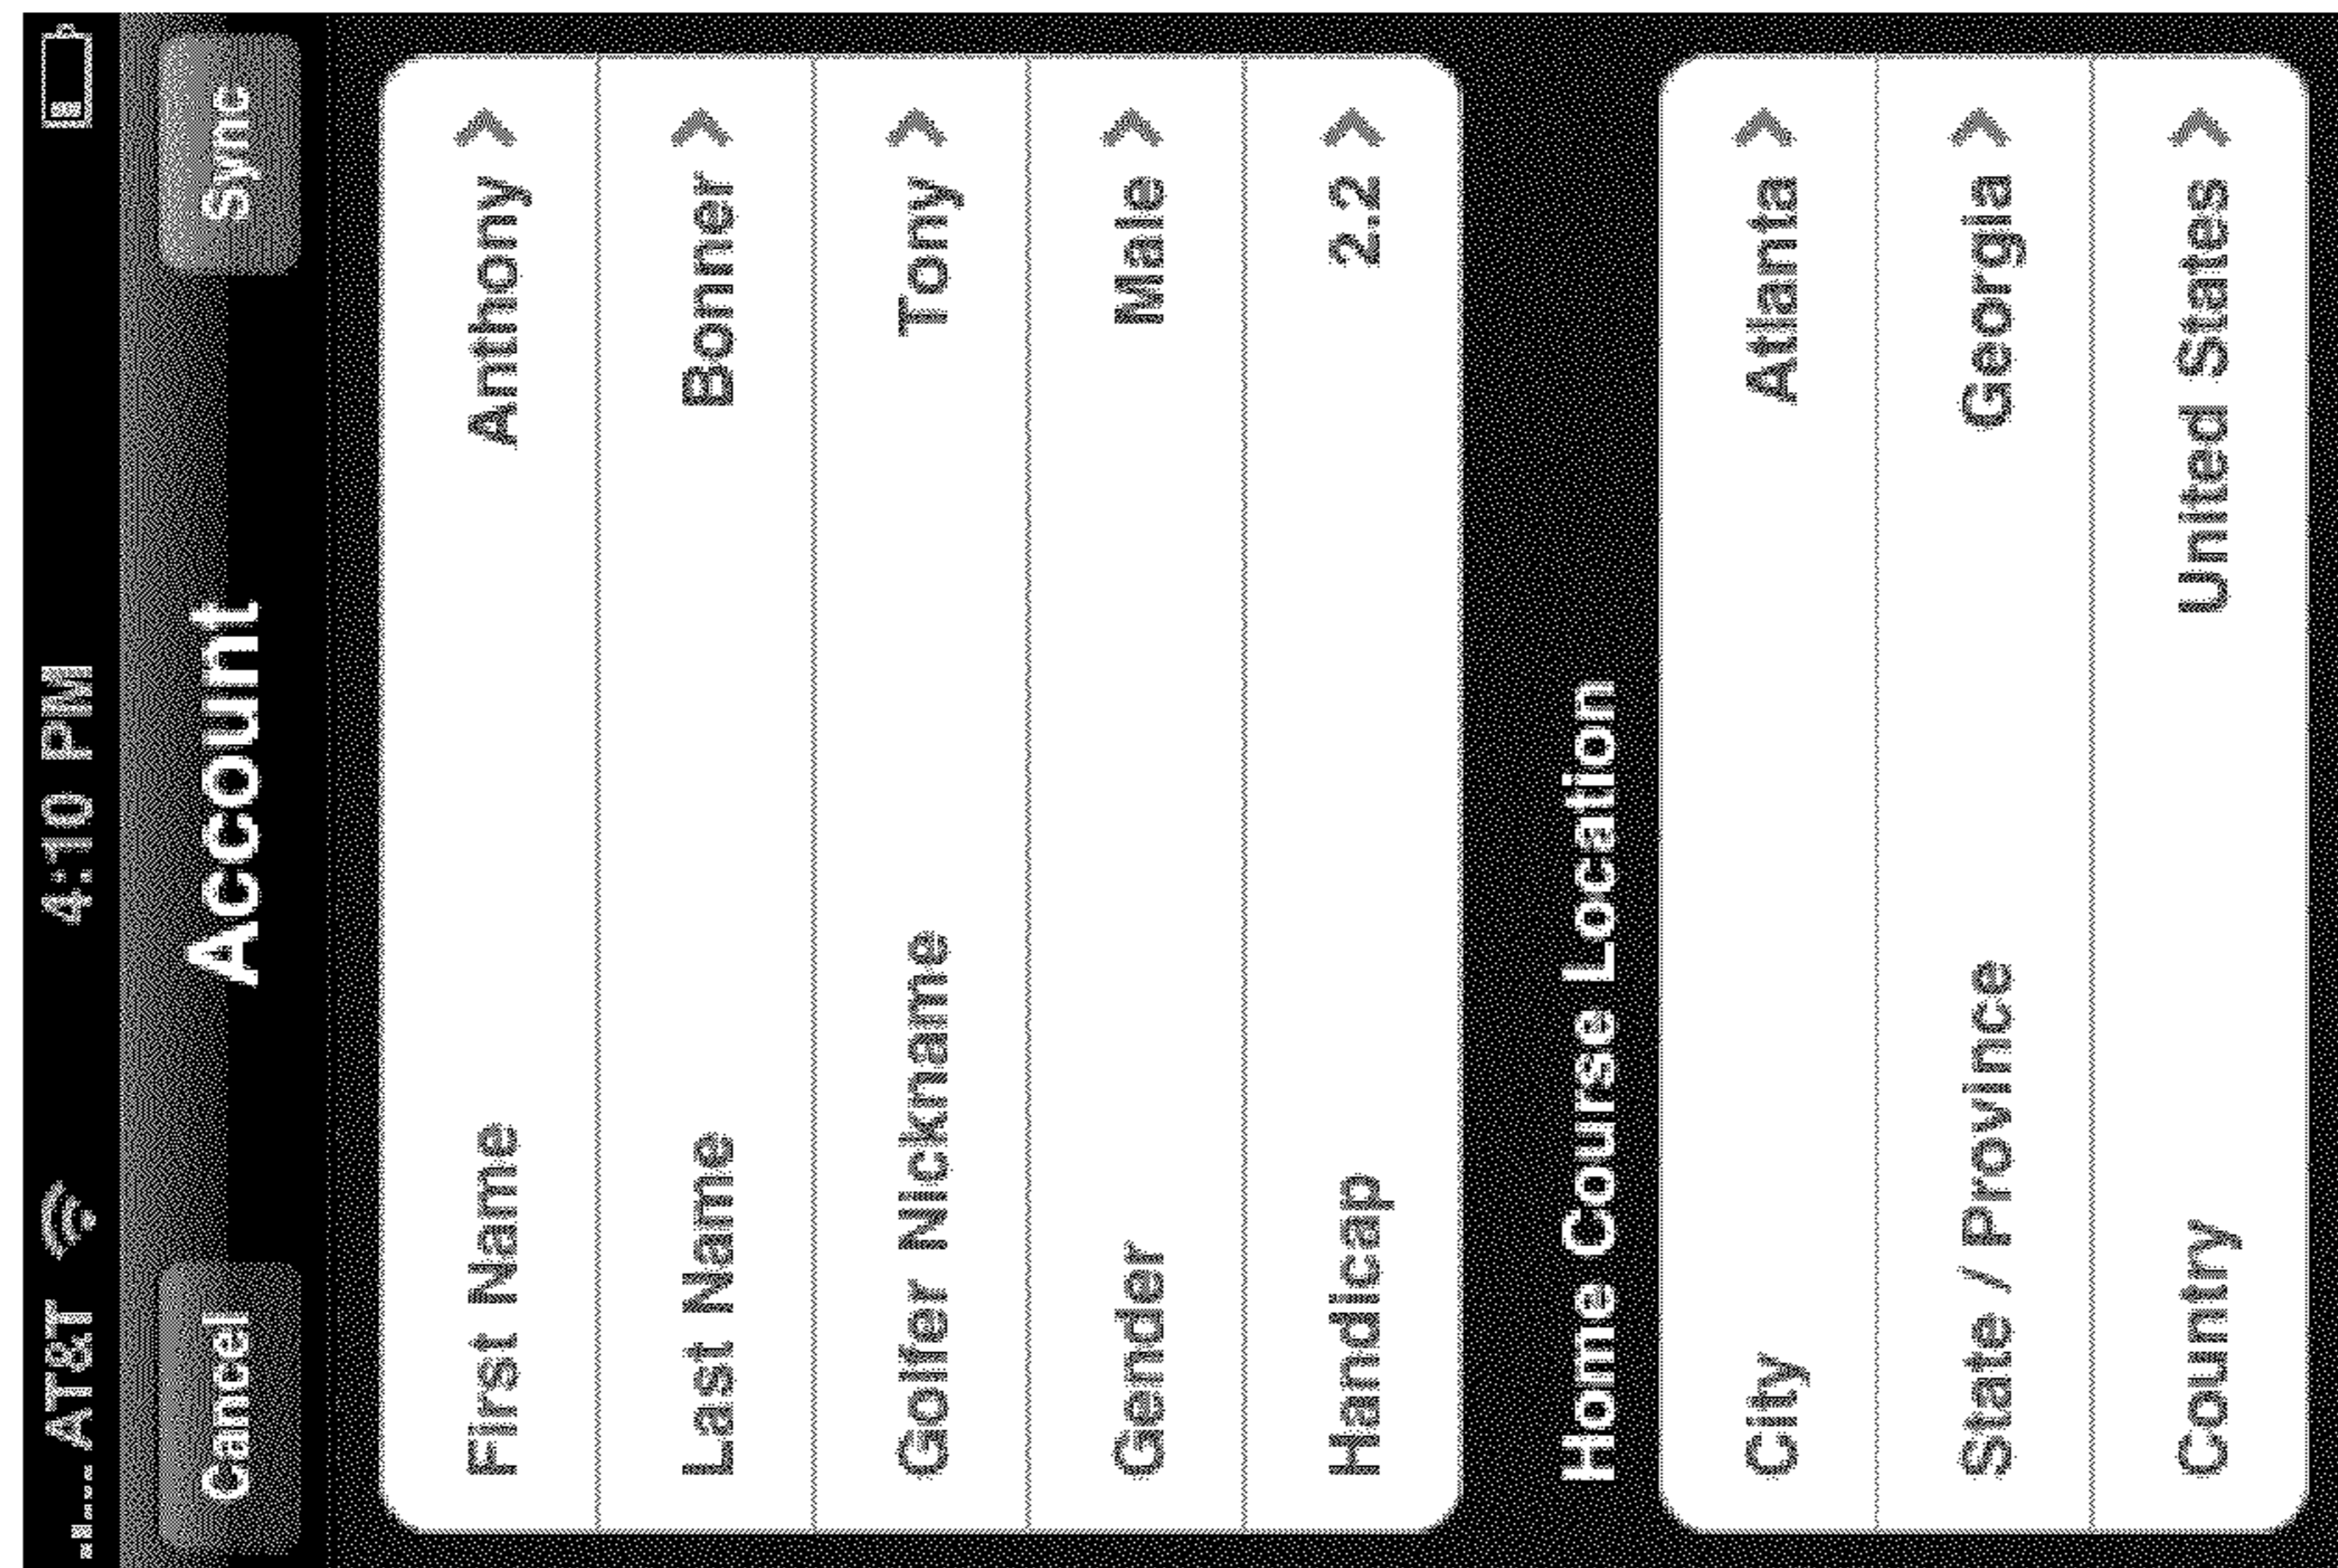 AT&T 4:10 PM
Cancel Account Sync
First Name Anthony >
Last Name Bonner >
Golfer Nickname Tony >
Gender Male >
Handicap 2.2 >
Home Course Location
City Atlanta >
State / Province Georgia >
Country United States >